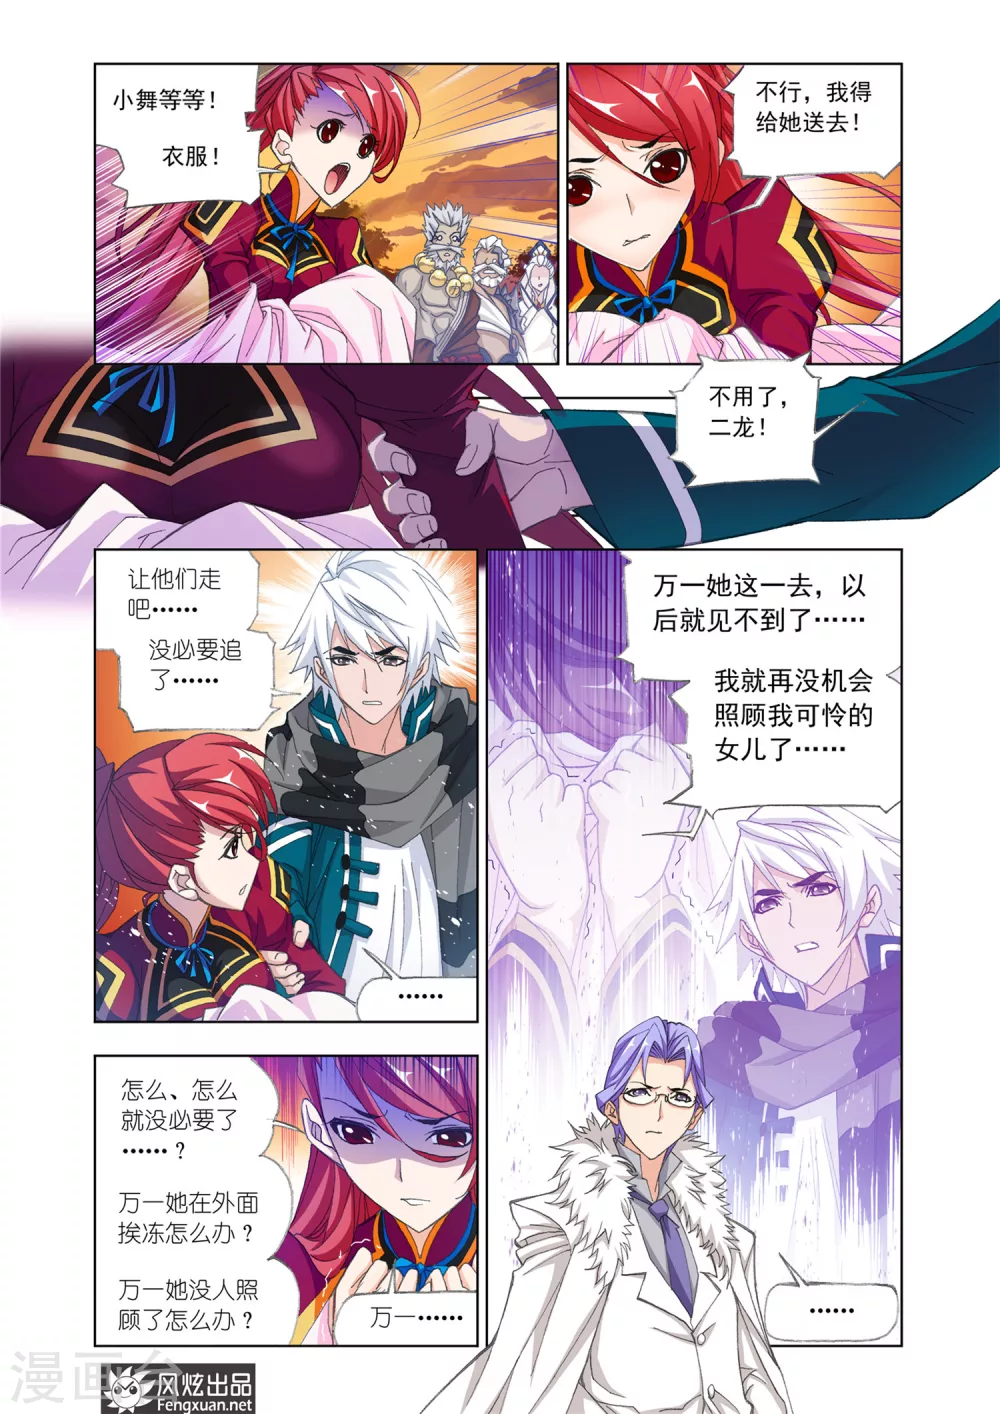 小舞等等！
衣服！
不行，我得
给她送去！
不用了，
二龙！
让他们走
吧……
没必要追
了……
……
万一她这一去，以
后就见不到了……
我就再没机会
照顾我可怜的
女儿了……
怎么、怎么
就没必要了
……？
万一她在外面
挨冻怎么办？
万一她没人照
顾了怎么办？
万一……
……
漫画台
风炫出品
Fengxuan.net